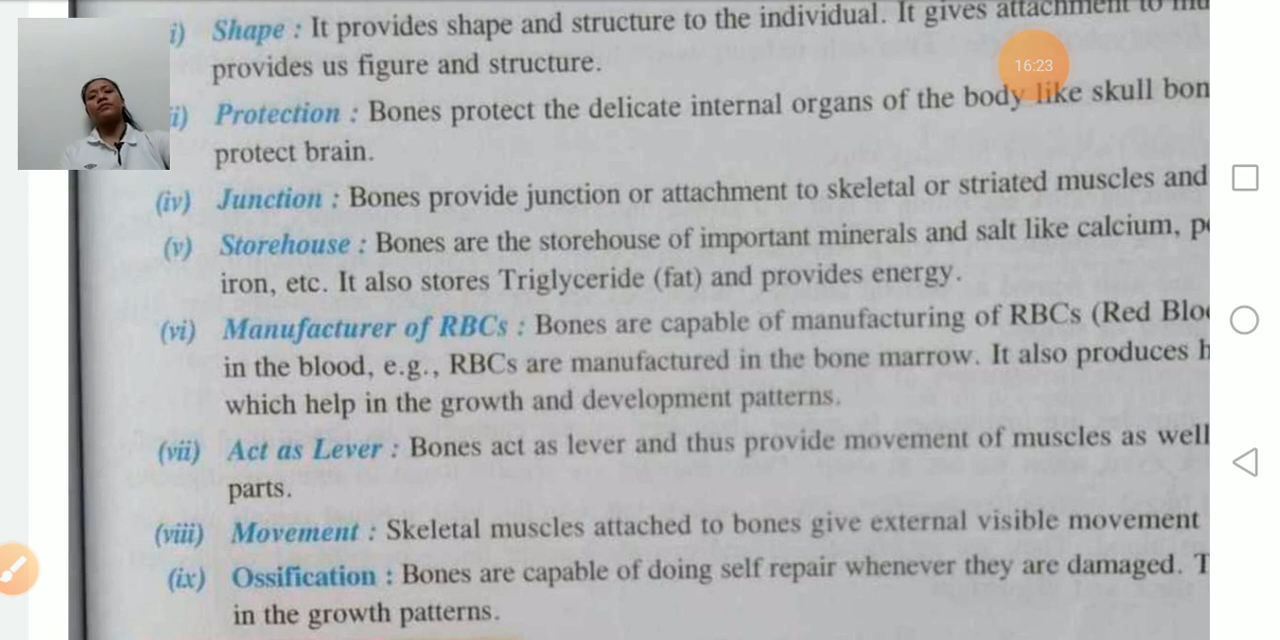 i) Shape : It provides shape and structure to the individual. It gives attachment to
provides us figure and structure.
16:23
i) Protection : Bones protect the delicate internal organs of the body like skull
protect brain.
(iv) Junction : Bones provide junction or attachment to skeletal or striated muscles and
(v) Storehouse : Bones are the storehouse of important minerals and salt like calcium,
iron, etc. It also stores Triglyceride (fat) and provides energy.
(vi) Manufacturer of RBCs : Bones are capable of manufacturing of RBCs (Red
in the blood, e.g., RBCs are manufactured in the bone marrow. It also produces
which help in the growth and development patterns.
(vii) Act as Lever : Bones act as lever and thus provide movement of muscles as well
parts.
(viii) Movement : Skeletal muscles attached to bones give external visible movement
(ix) Ossification : Bones are capable of doing self repair whenever they are damaged.
in the growth patterns.